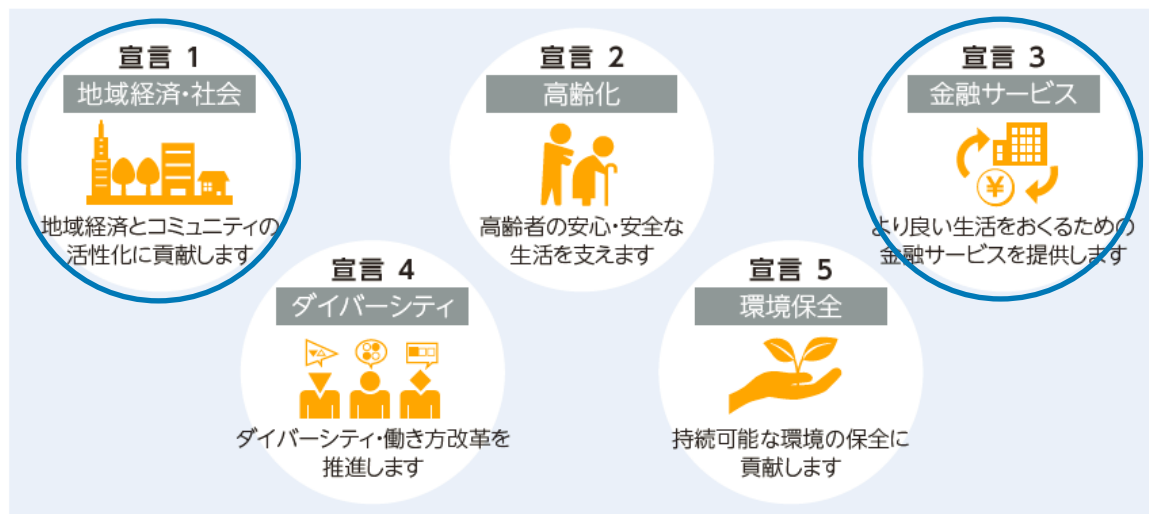 宣言 1
地域経済・社会
地域経済とコミュニティの
活性化に貢献します
宣言 2
高齢化
高齢者の安心・安全な
生活を支えます
宣言 3
金融サービス
¥
より良い生活をおくるための
金融サービスを提供します
宣言 4
ダイバーシティ
ダイバーシティ・働き方改革を
推進します
宣言 5
環境保全
持続可能な環境の保全に
貢献します